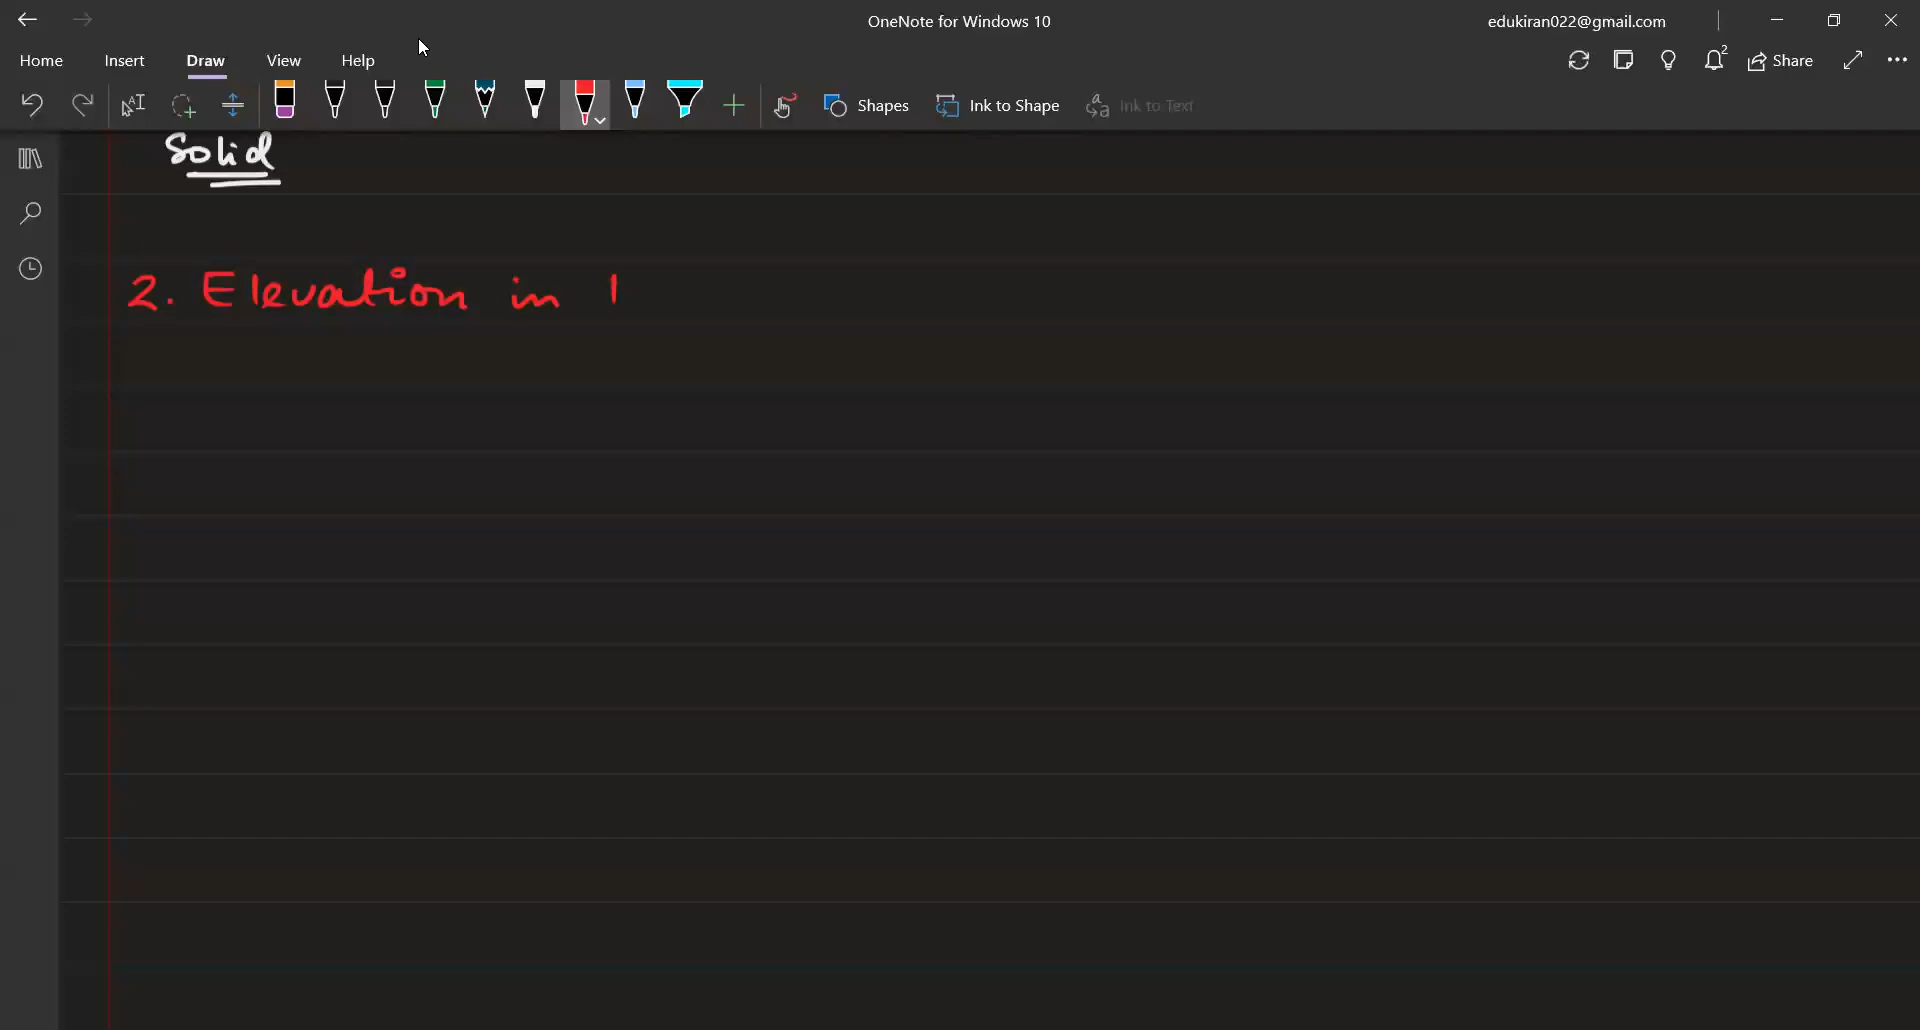 OneNote for Windows 10
edukiran022@gmail.com
Home Insert Draw View Help
2
Share
Shapes
Ink to Shape
Ink to Text
Solid
2. Elevation in